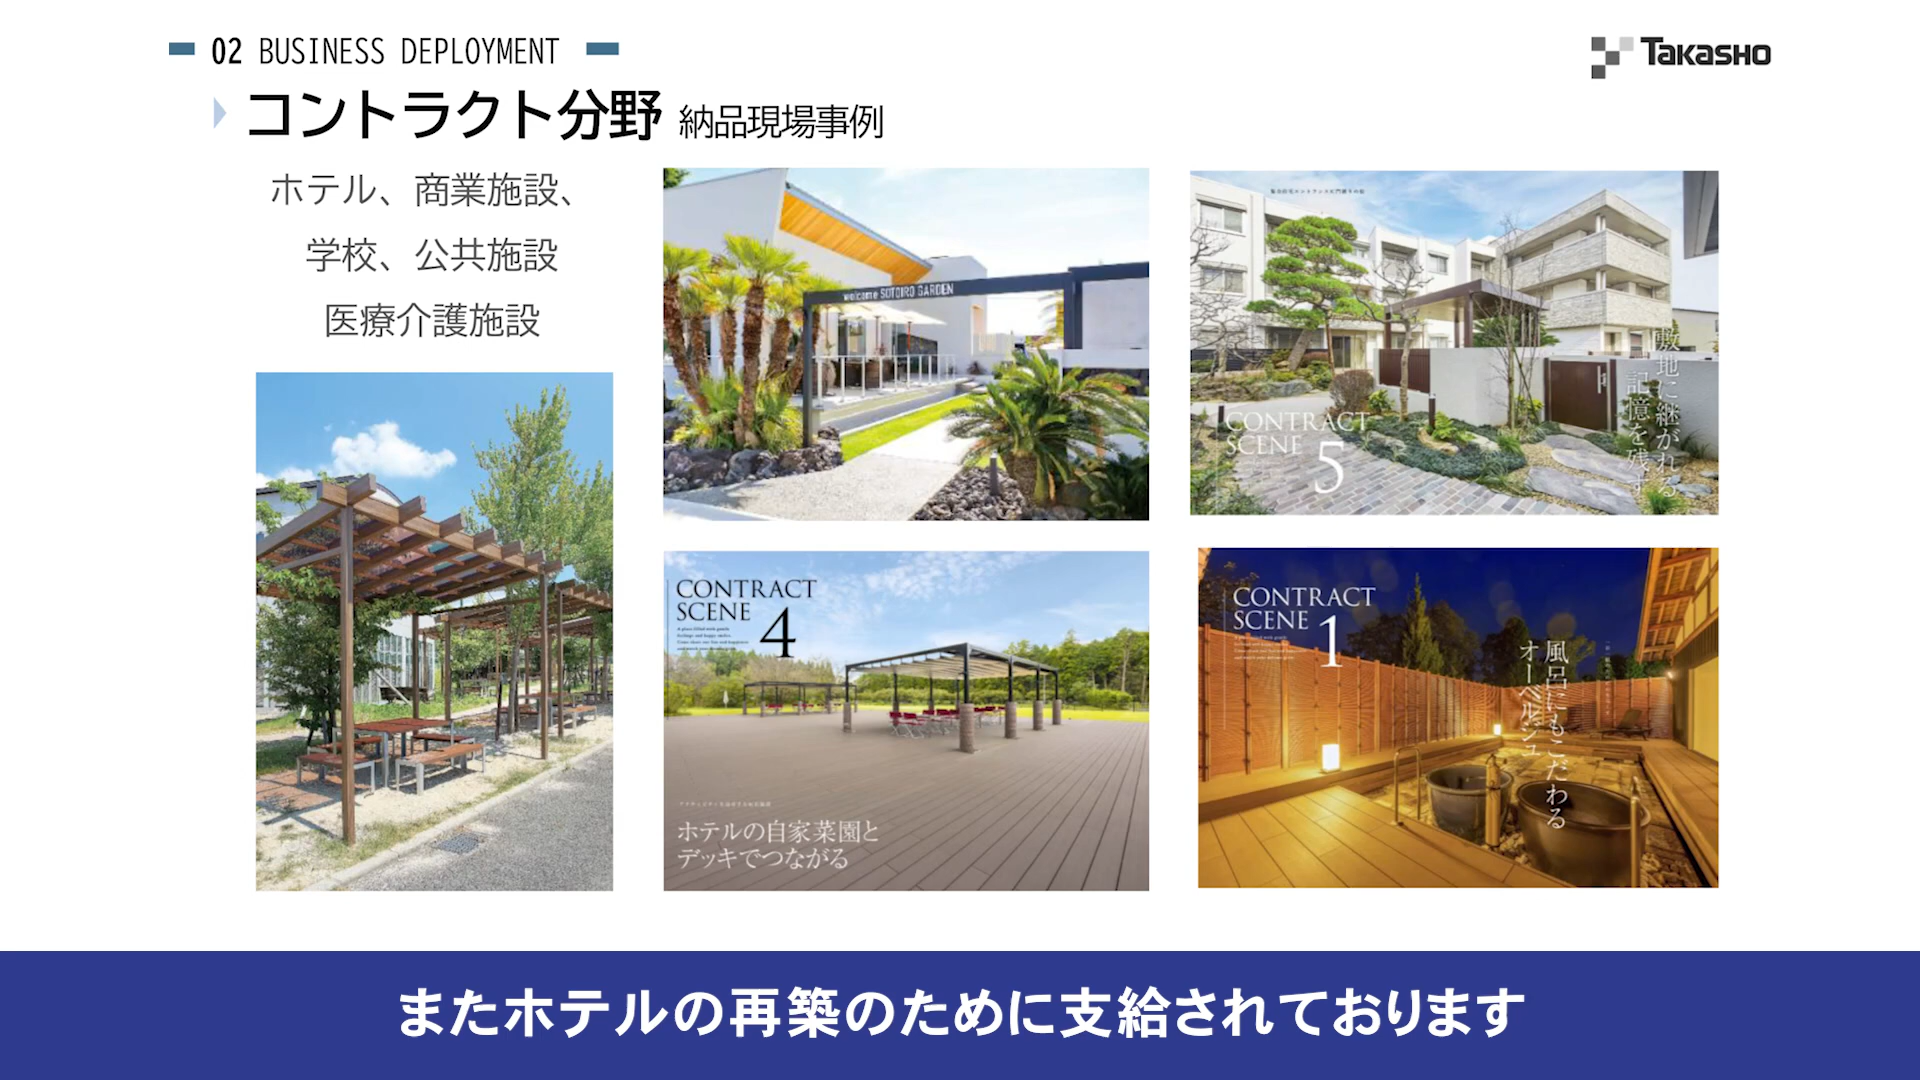 02 BUSINESS DEPLOYMENT
TAKASHO
コントラクト分野 納品現場事例
ホテル、商業施設、
学校、公共施設
医療介護施設
welcome SOTOIRO GARDEN
敷地に継がれる
記憶を残す
CONTRACT
SCENE
5
CONTRACT
SCENE
4
ホテルの自家菜園と
デッキでつながる
CONTRACT
SCENE
1
風呂にもこだわる
オーベルジュ
またホテルの再築のために支給されております